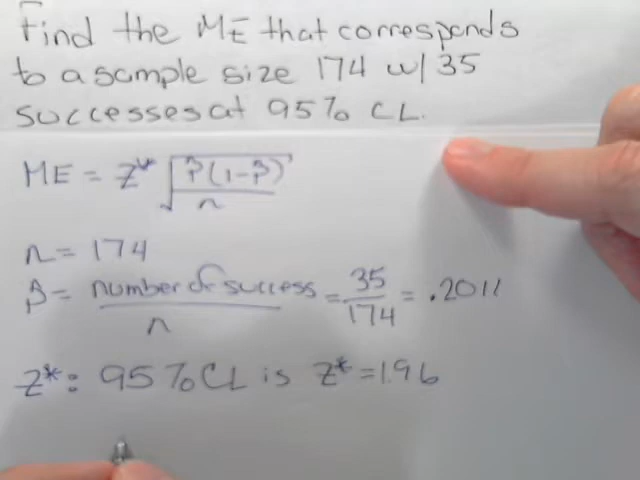 Find the ME that corresponds
to a sample size 174 w/ 35
successes at 95% CL.
ME = Z* √(p̂(1-p̂)/n)
n = 174
p̂ = number of success / n = 35/174 = .2011
Z*: 95% CL is Z* = 1.96